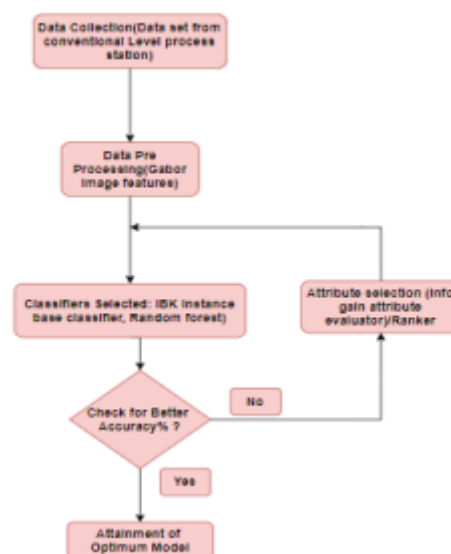 Data Collection(Data set from
conventional Level process
station)
Data Pre
Processing(Gabor
Image features)
Classifiers Selected: IBK Instance
base classifier, Random forest)
Attribute selection (Info
gain attribute
evaluator)/Ranker
Check for Better
Accuracy% ?
No
Yes
Attainment of
Optimum Model